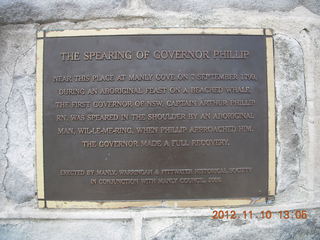 THE SPEARING OF GOVERNOR PHILLIP
NEAR THIS PLACE AT MANLY COVE ON 7 SEPTEMBER 1790,
DURING AN ABORIGINAL FEAST ON A BEACHED WHALE,
THE FIRST GOVERNOR OF NSW, CAPTAIN ARTHUR PHILLIP
RN, WAS SPEARED IN THE SHOULDER BY AN ABORIGINAL
MAN, WIL-LE-ME-RING, WHEN PHILLIP APPROACHED HIM.
THE GOVERNOR MADE A FULL RECOVERY.
ERECTED BY MANLY, WARRINGAH & PITTWATER HISTORICAL SOCIETY
IN CONJUNCTION WITH MANLY COUNCIL,
2012.11.10 13:05